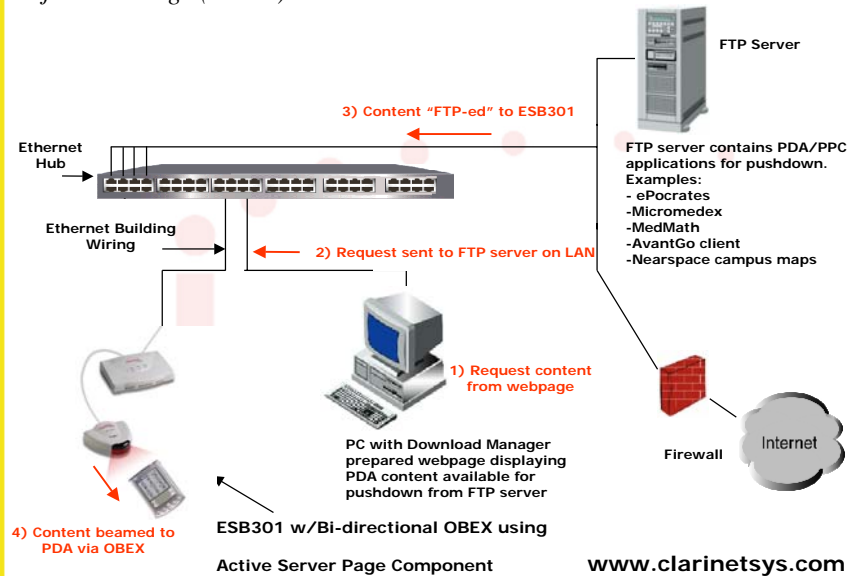 FTP Server
3) Content “FTP-ed” to ESB301
Ethernet
Hub
FTP server contains PDA/PPC
applications for pushdown.
Examples:
- ePocrates
-Micromedex
-MedMath
-AvantGo client
-Nearspace campus maps
Ethernet Building
Wiring
2) Request sent to FTP server on LAN
1) Request content
from webpage
PC with Download Manager
prepared webpage displaying
PDA content available for
pushdown from FTP server
Firewall
Internet
4) Content beamed to
PDA via OBEX
ESB301 w/Bi-directional OBEX using
Active Server Page Component
www.clarinetsys.com